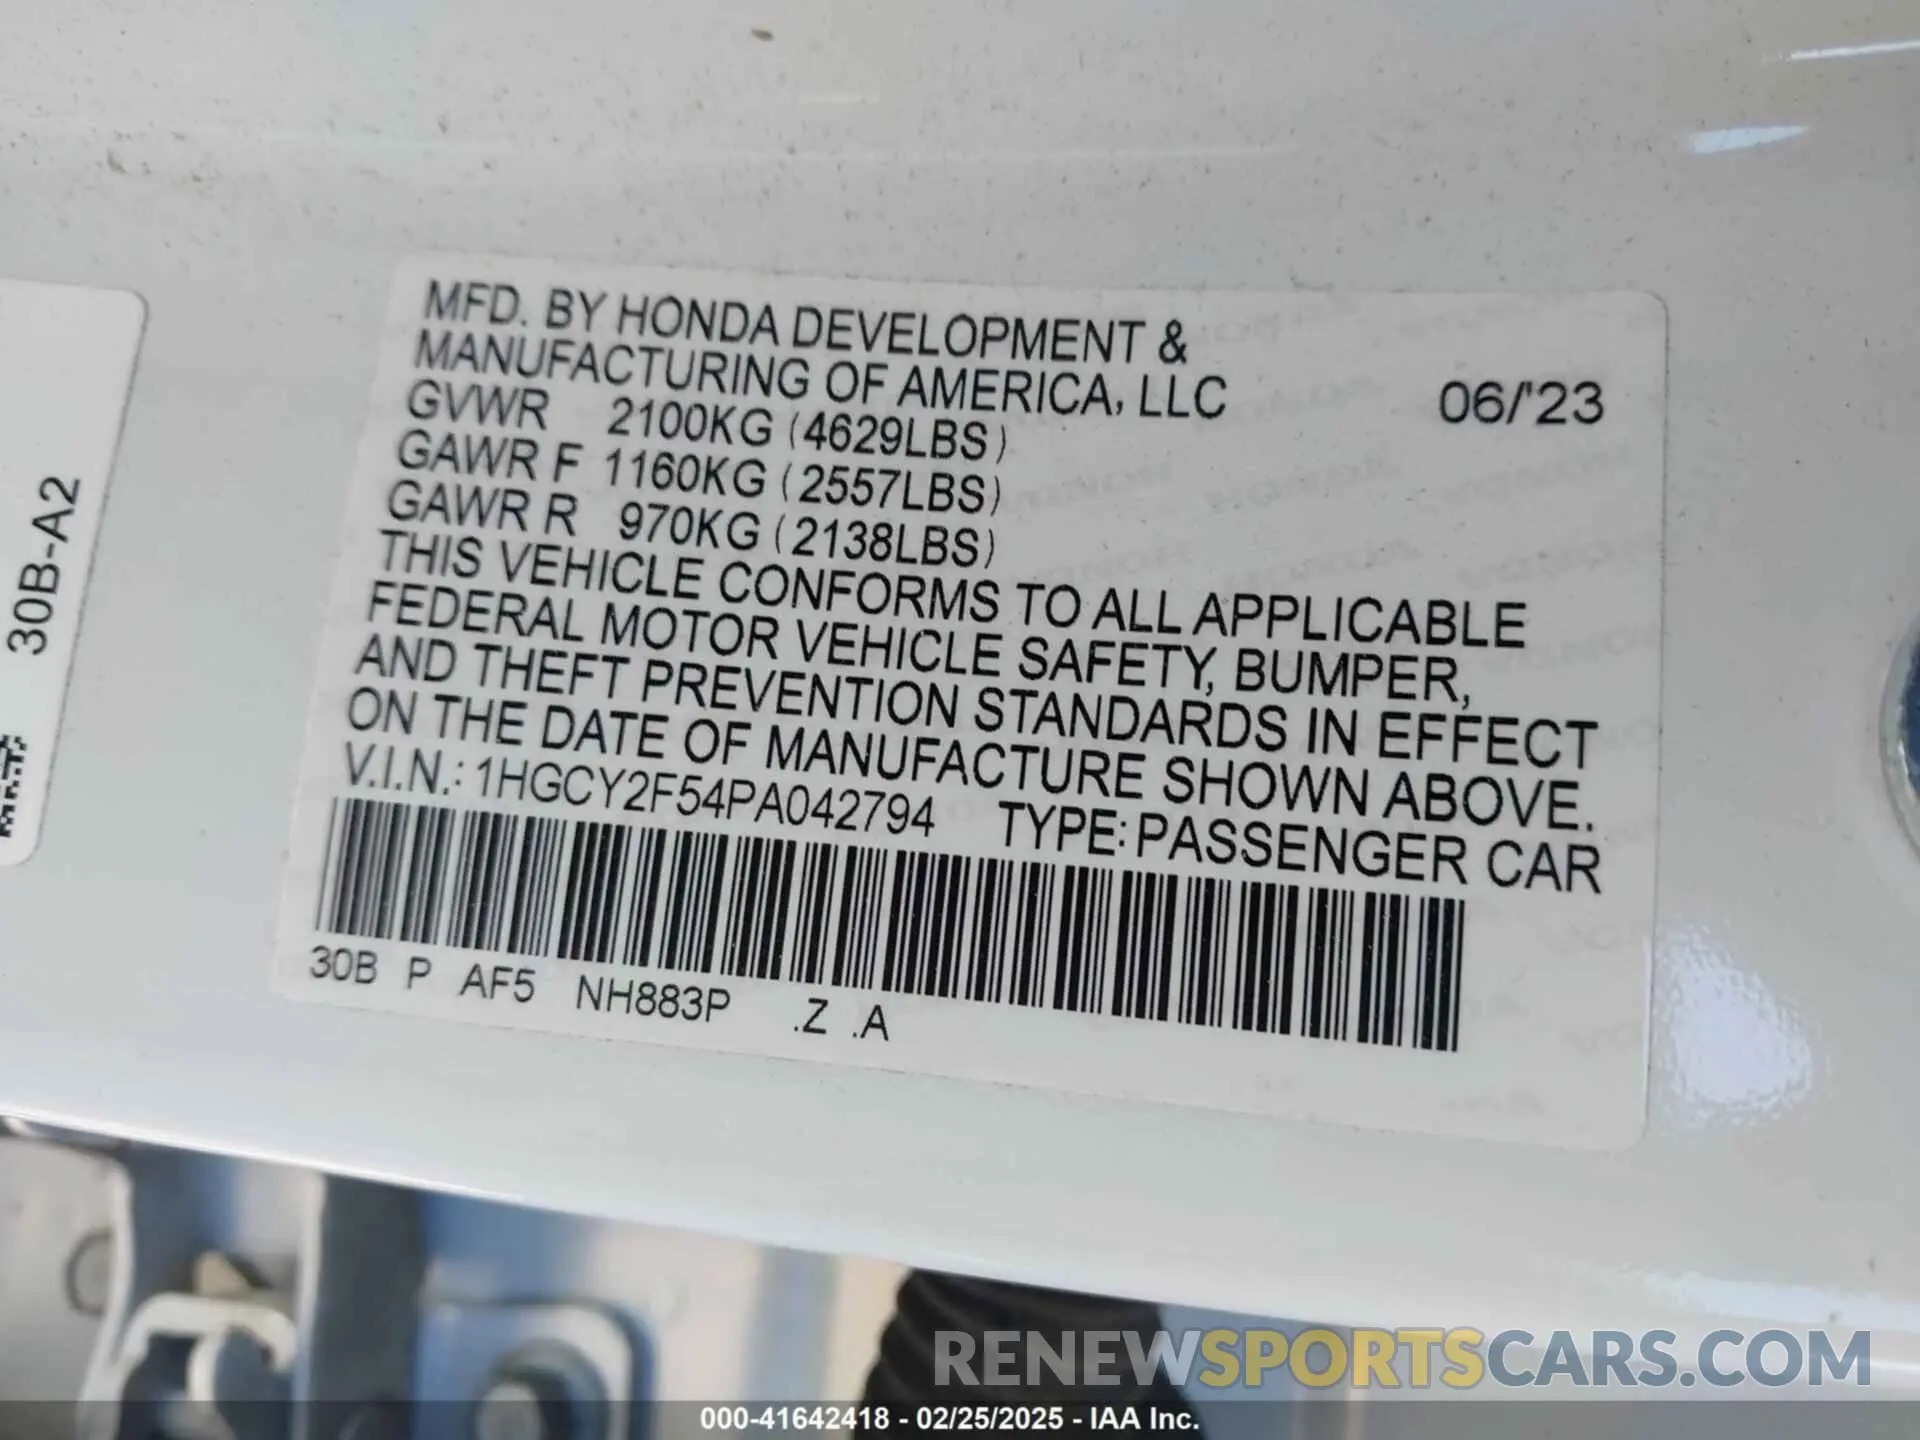 MFD. BY HONDA DEVELOPMENT &
MANUFACTURING OF AMERICA, LLC 06/'23
GVWR 2100KG (4629LBS)
GAWR F 1160KG (2557LBS)
GAWR R 970KG (2138LBS)
THIS VEHICLE CONFORMS TO ALL APPLICABLE
FEDERAL MOTOR VEHICLE SAFETY, BUMPER,
AND THEFT PREVENTION STANDARDS IN EFFECT
ON THE DATE OF MANUFACTURE SHOWN ABOVE.
V.I.N.: 1HGCY2F54PA042794 TYPE: PASSENGER CAR
30B P AF5 NH883P .Z .A
30B-A2
RENEWSPORTSCARS.COM
000-41642418 - 02/25/2025 - IAA Inc.